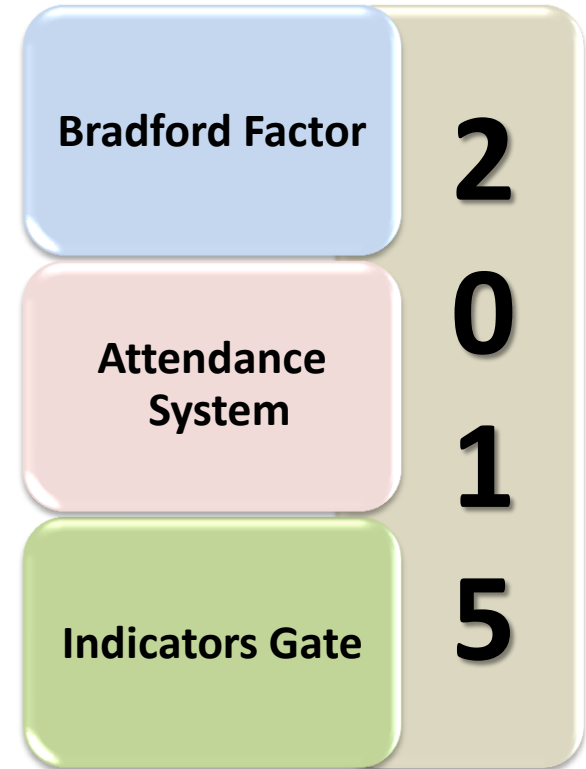 Bradford Factor
Attendance
System
Indicators Gate
2
0
1
5